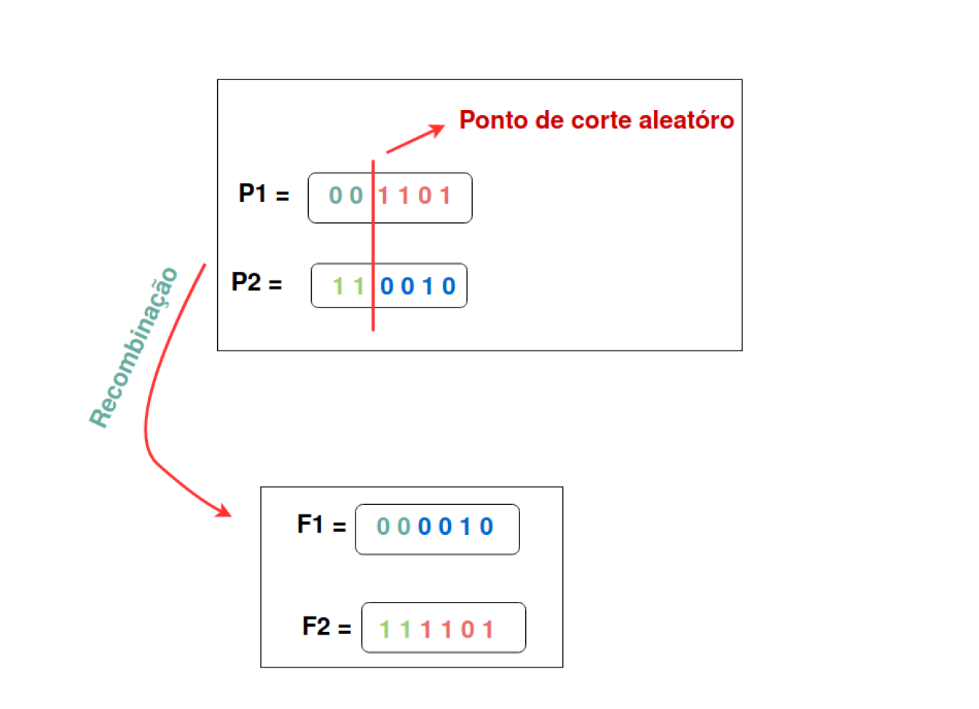 Ponto de corte aleatóro
P1 = 0 0 1 1 0 1
P2 = 1 1 0 0 1 0
Recombinação
F1 = 0 0 0 0 1 0
F2 = 1 1 1 1 0 1